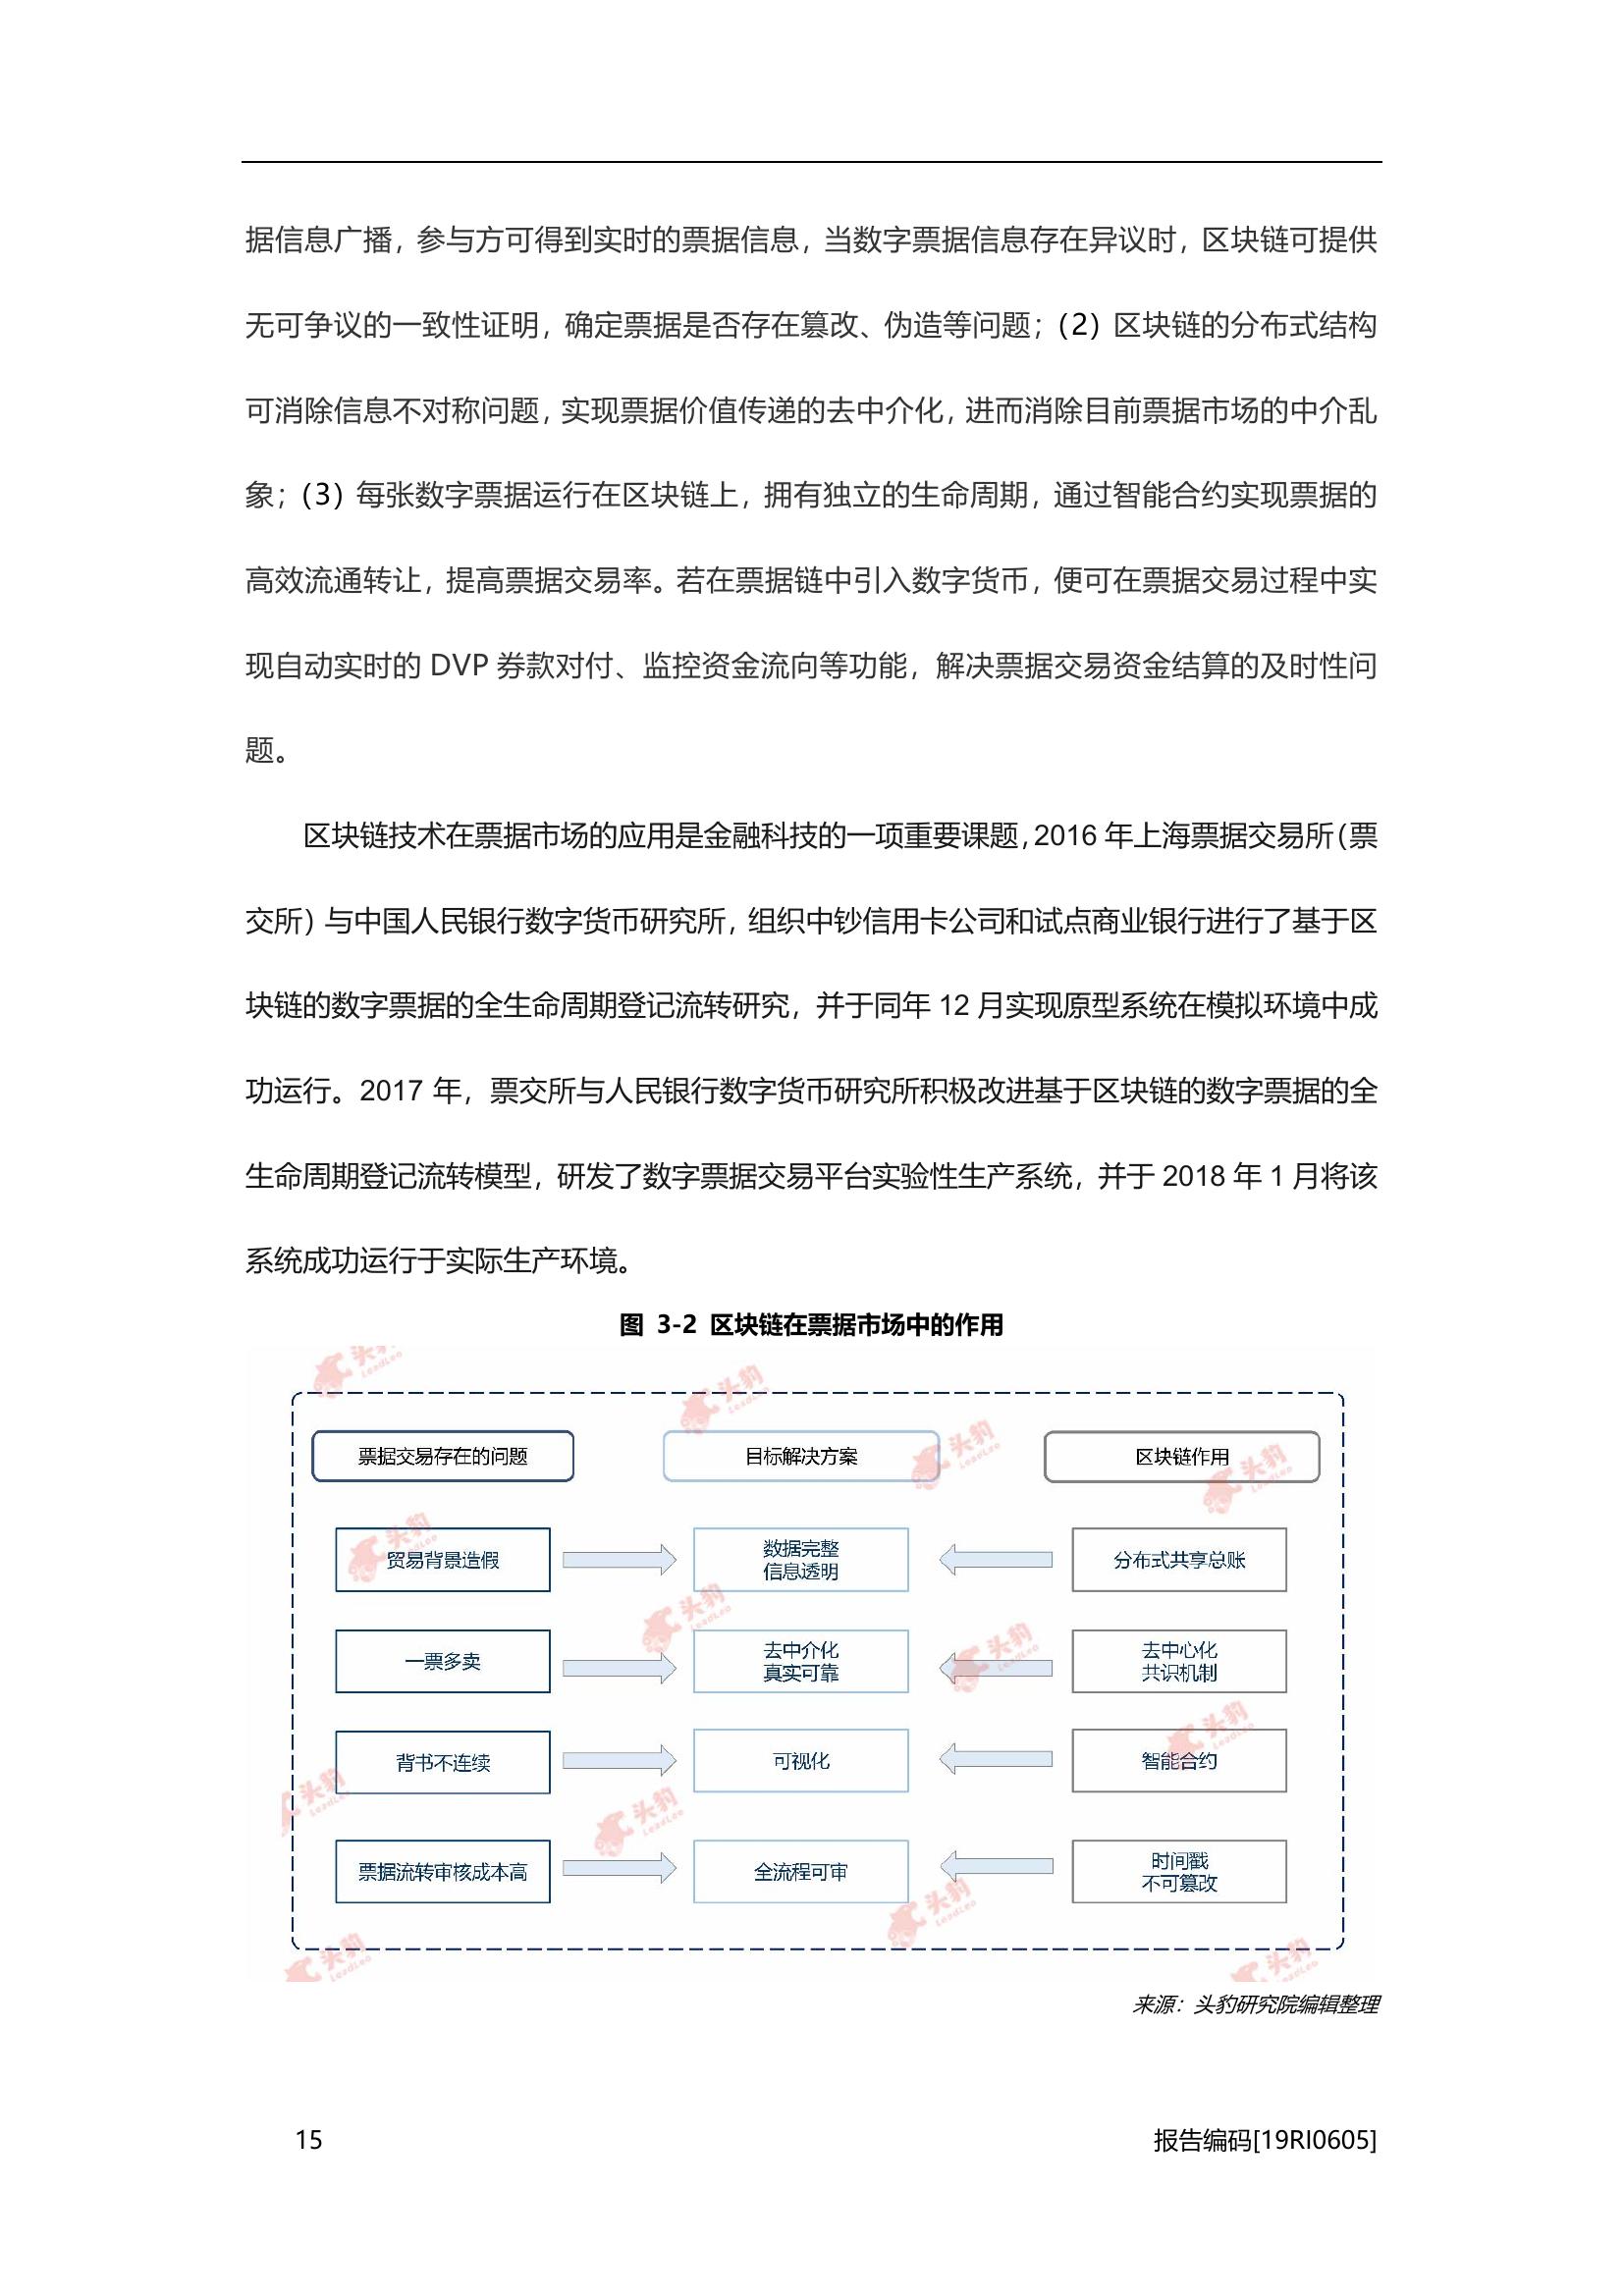 据信息广播，参与方可得到实时的票据信息，当数字票据信息存在异议时，区块链可提供
无可争议的一致性证明，确定票据是否存在篡改、伪造等问题；（2）区块链的分布式结构
可消除信息不对称问题，实现票据价值传递的去中介化，进而消除目前票据市场的中介乱
象；（3）每张数字票据运行在区块链上，拥有独立的生命周期，通过智能合约实现票据的
高效流通转让，提高票据交易率。若在票据链中引入数字货币，便可在票据交易过程中实
现自动实时的 DVP 券款对付、监控资金流向等功能，解决票据交易资金结算的及时性问
题。
区块链技术在票据市场的应用是金融科技的一项重要课题，2016 年上海票据交易所（票
交所）与中国人民银行数字货币研究所，组织中钞信用卡公司和试点商业银行进行了基于区
块链的数字票据的全生命周期登记流转研究，并于同年 12 月实现原型系统在模拟环境中成
功运行。2017 年，票交所与人民银行数字货币研究所积极改进基于区块链的数字票据的全
生命周期登记流转模型，研发了数字票据交易平台实验性生产系统，并于 2018 年 1 月将该
系统成功运行于实际生产环境。
图 3-2 区块链在票据市场中的作用
票据交易存在的问题
目标解决方案
区块链作用
贸易背景造假
数据完整
信息透明
分布式共享总账
一票多卖
去中介化
真实可靠
去中心化
共识机制
背书不连续
可视化
智能合约
票据流转审核成本高
全流程可审
时间戳
不可篡改
头豹
LeadLeo
来源：头豹研究院编辑整理
15
报告编码[19RI0605]